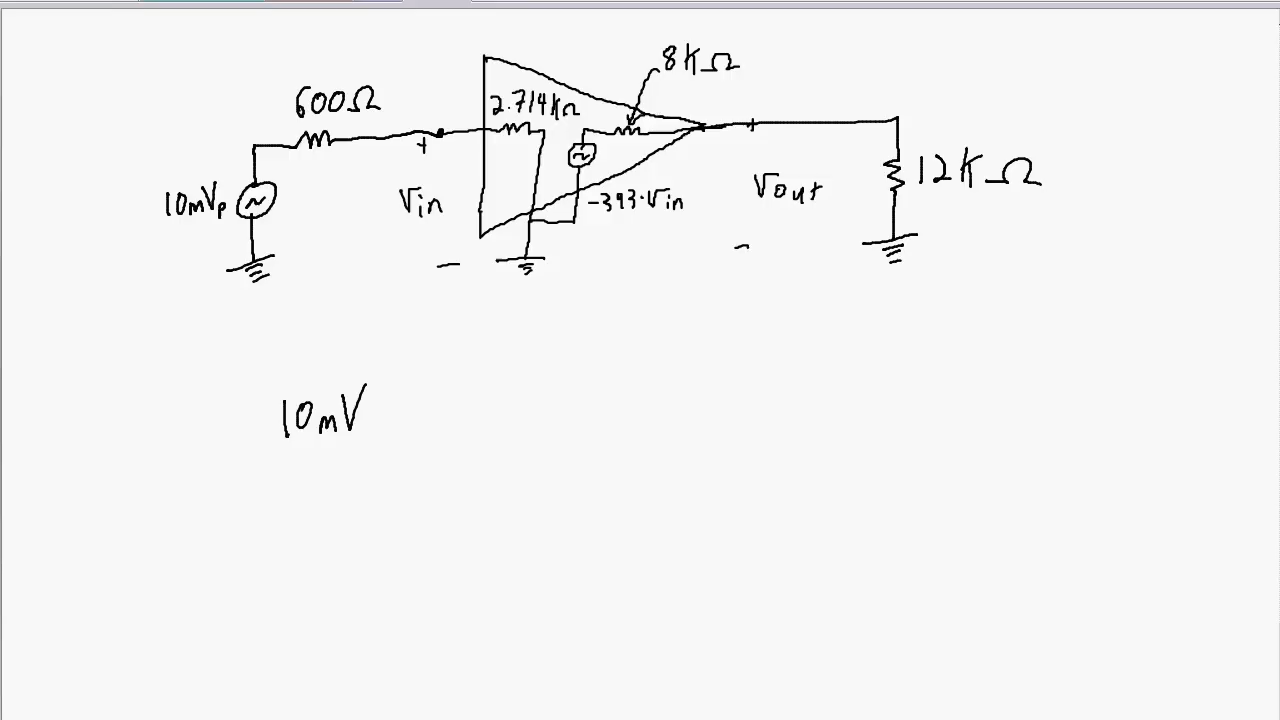 8KΩ
600Ω
2.714KΩ
+
+
10mVp
Vin
-393·Vin
Vout
12KΩ
-
-
10mV